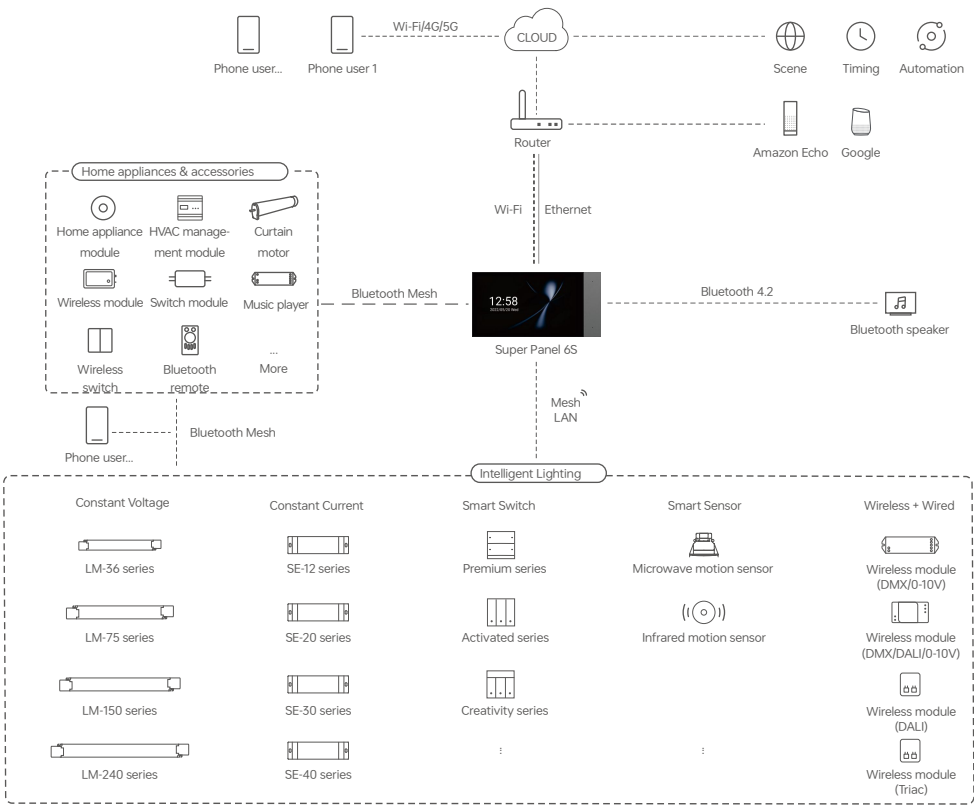 Wi-Fi/4G/5G
CLOUD
Phone user...
Phone user 1
Scene
Timing
Automation
Router
Amazon Echo
Google
Home appliances & accessories
Wi-Fi
Ethernet
Home appliance
module
HVAC manage-
ment module
Curtain
motor
Wireless module
Switch module
Music player
Wireless
switch
Bluetooth
remote
...
More
Bluetooth Mesh
12:58
Super Panel 6S
Bluetooth 4.2
Bluetooth speaker
Mesh
LAN
Phone user...
Bluetooth Mesh
Intelligent Lighting
Constant Voltage
Constant Current
Smart Switch
Smart Sensor
Wireless + Wired
LM-36 series
SE-12 series
Premium series
Microwave motion sensor
Wireless module
(DMX/0-10V)
LM-75 series
SE-20 series
Activated series
Infrared motion sensor
Wireless module
(DMX/DALI/0-10V)
LM-150 series
SE-30 series
Creativity series
Wireless module
(DALI)
LM-240 series
SE-40 series
Wireless module
(Triac)